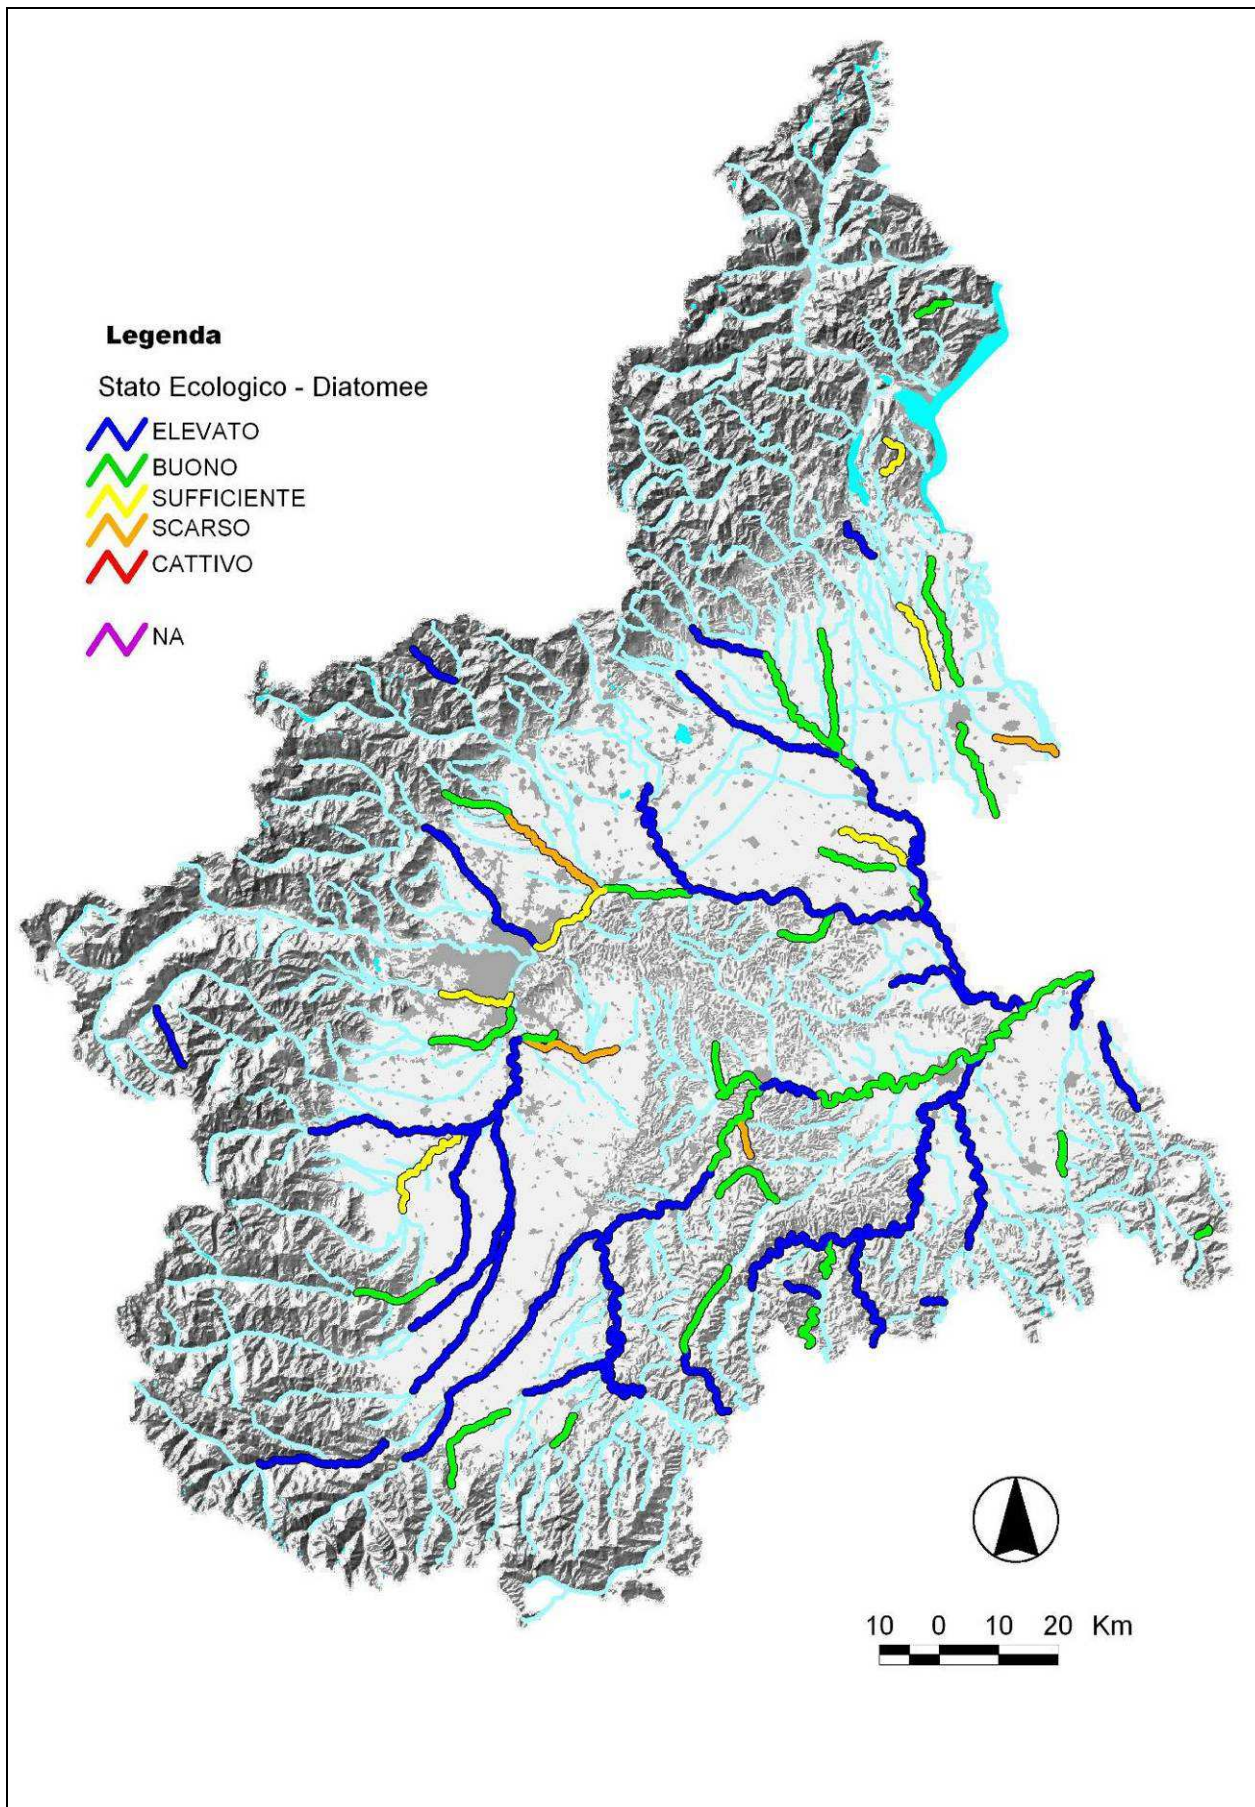 Legenda
Stato Ecologico - Diatomee
ELEVATO
BUONO
SUFFICIENTE
SCARSO
CATTIVO
NA
10 0 10 20 Km